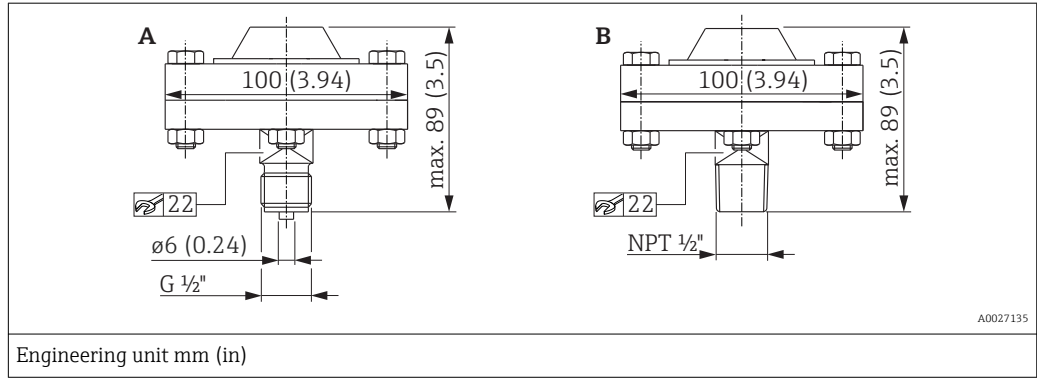 A
100 (3.94)
max. 89 (3.5)
22
ø6 (0.24)
G ½"
B
100 (3.94)
max. 89 (3.5)
22
NPT ½"
A0027135
Engineering unit mm (in)